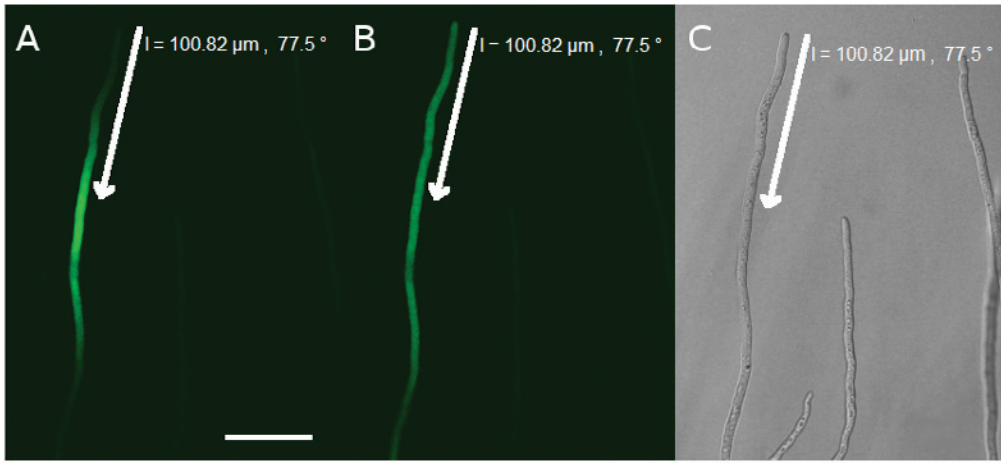 A
l = 100.82 µm , 77.5 °
B
l = 100.82 µm , 77.5 °
C
l = 100.82 µm , 77.5 °